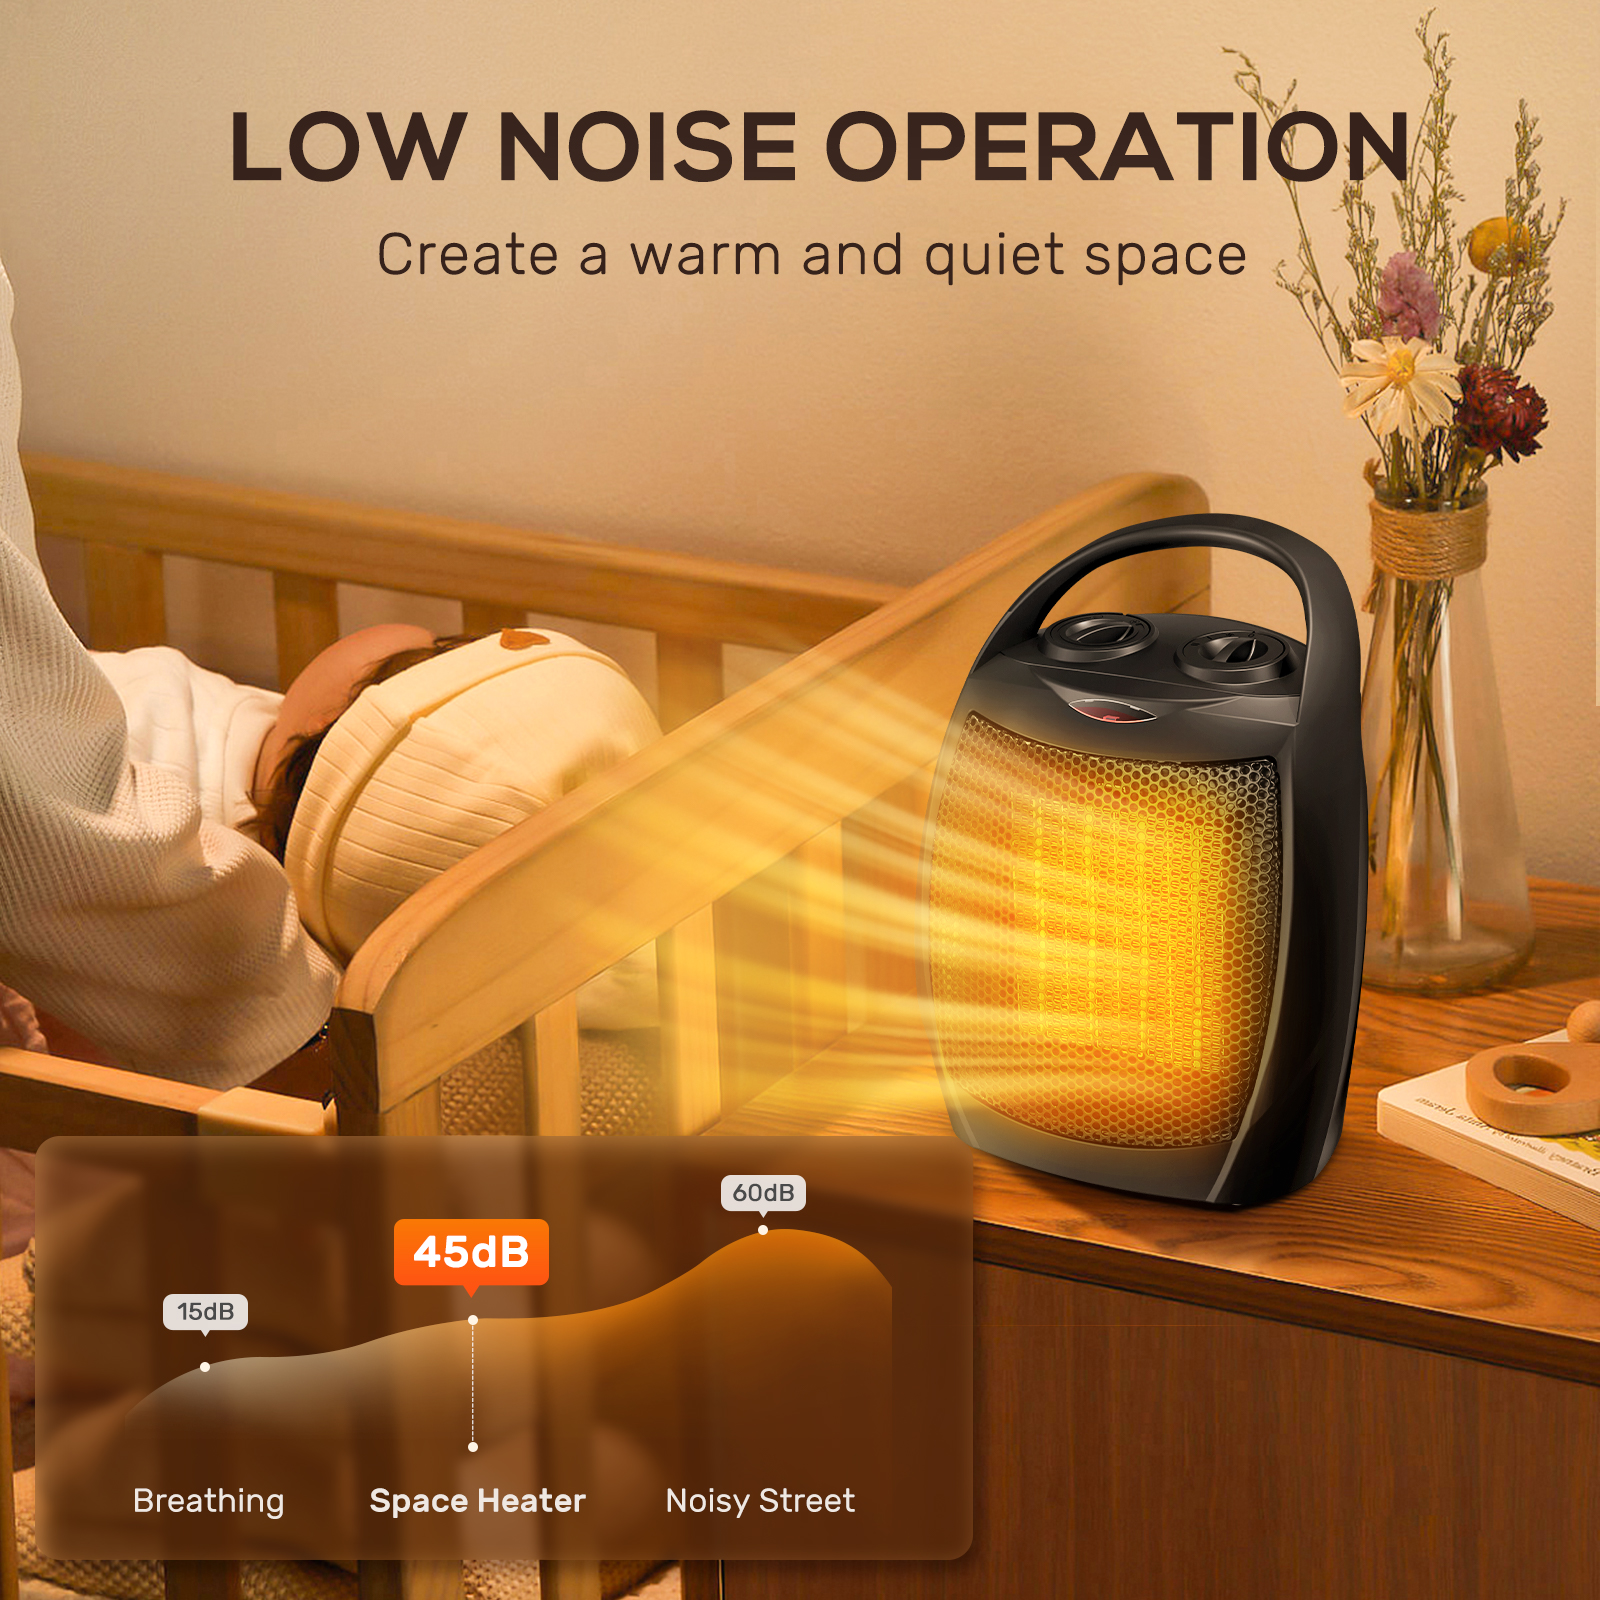 LOW NOISE OPERATION
Create a warm and quiet space
15dB
45dB
60dB
Breathing
Space Heater
Noisy Street